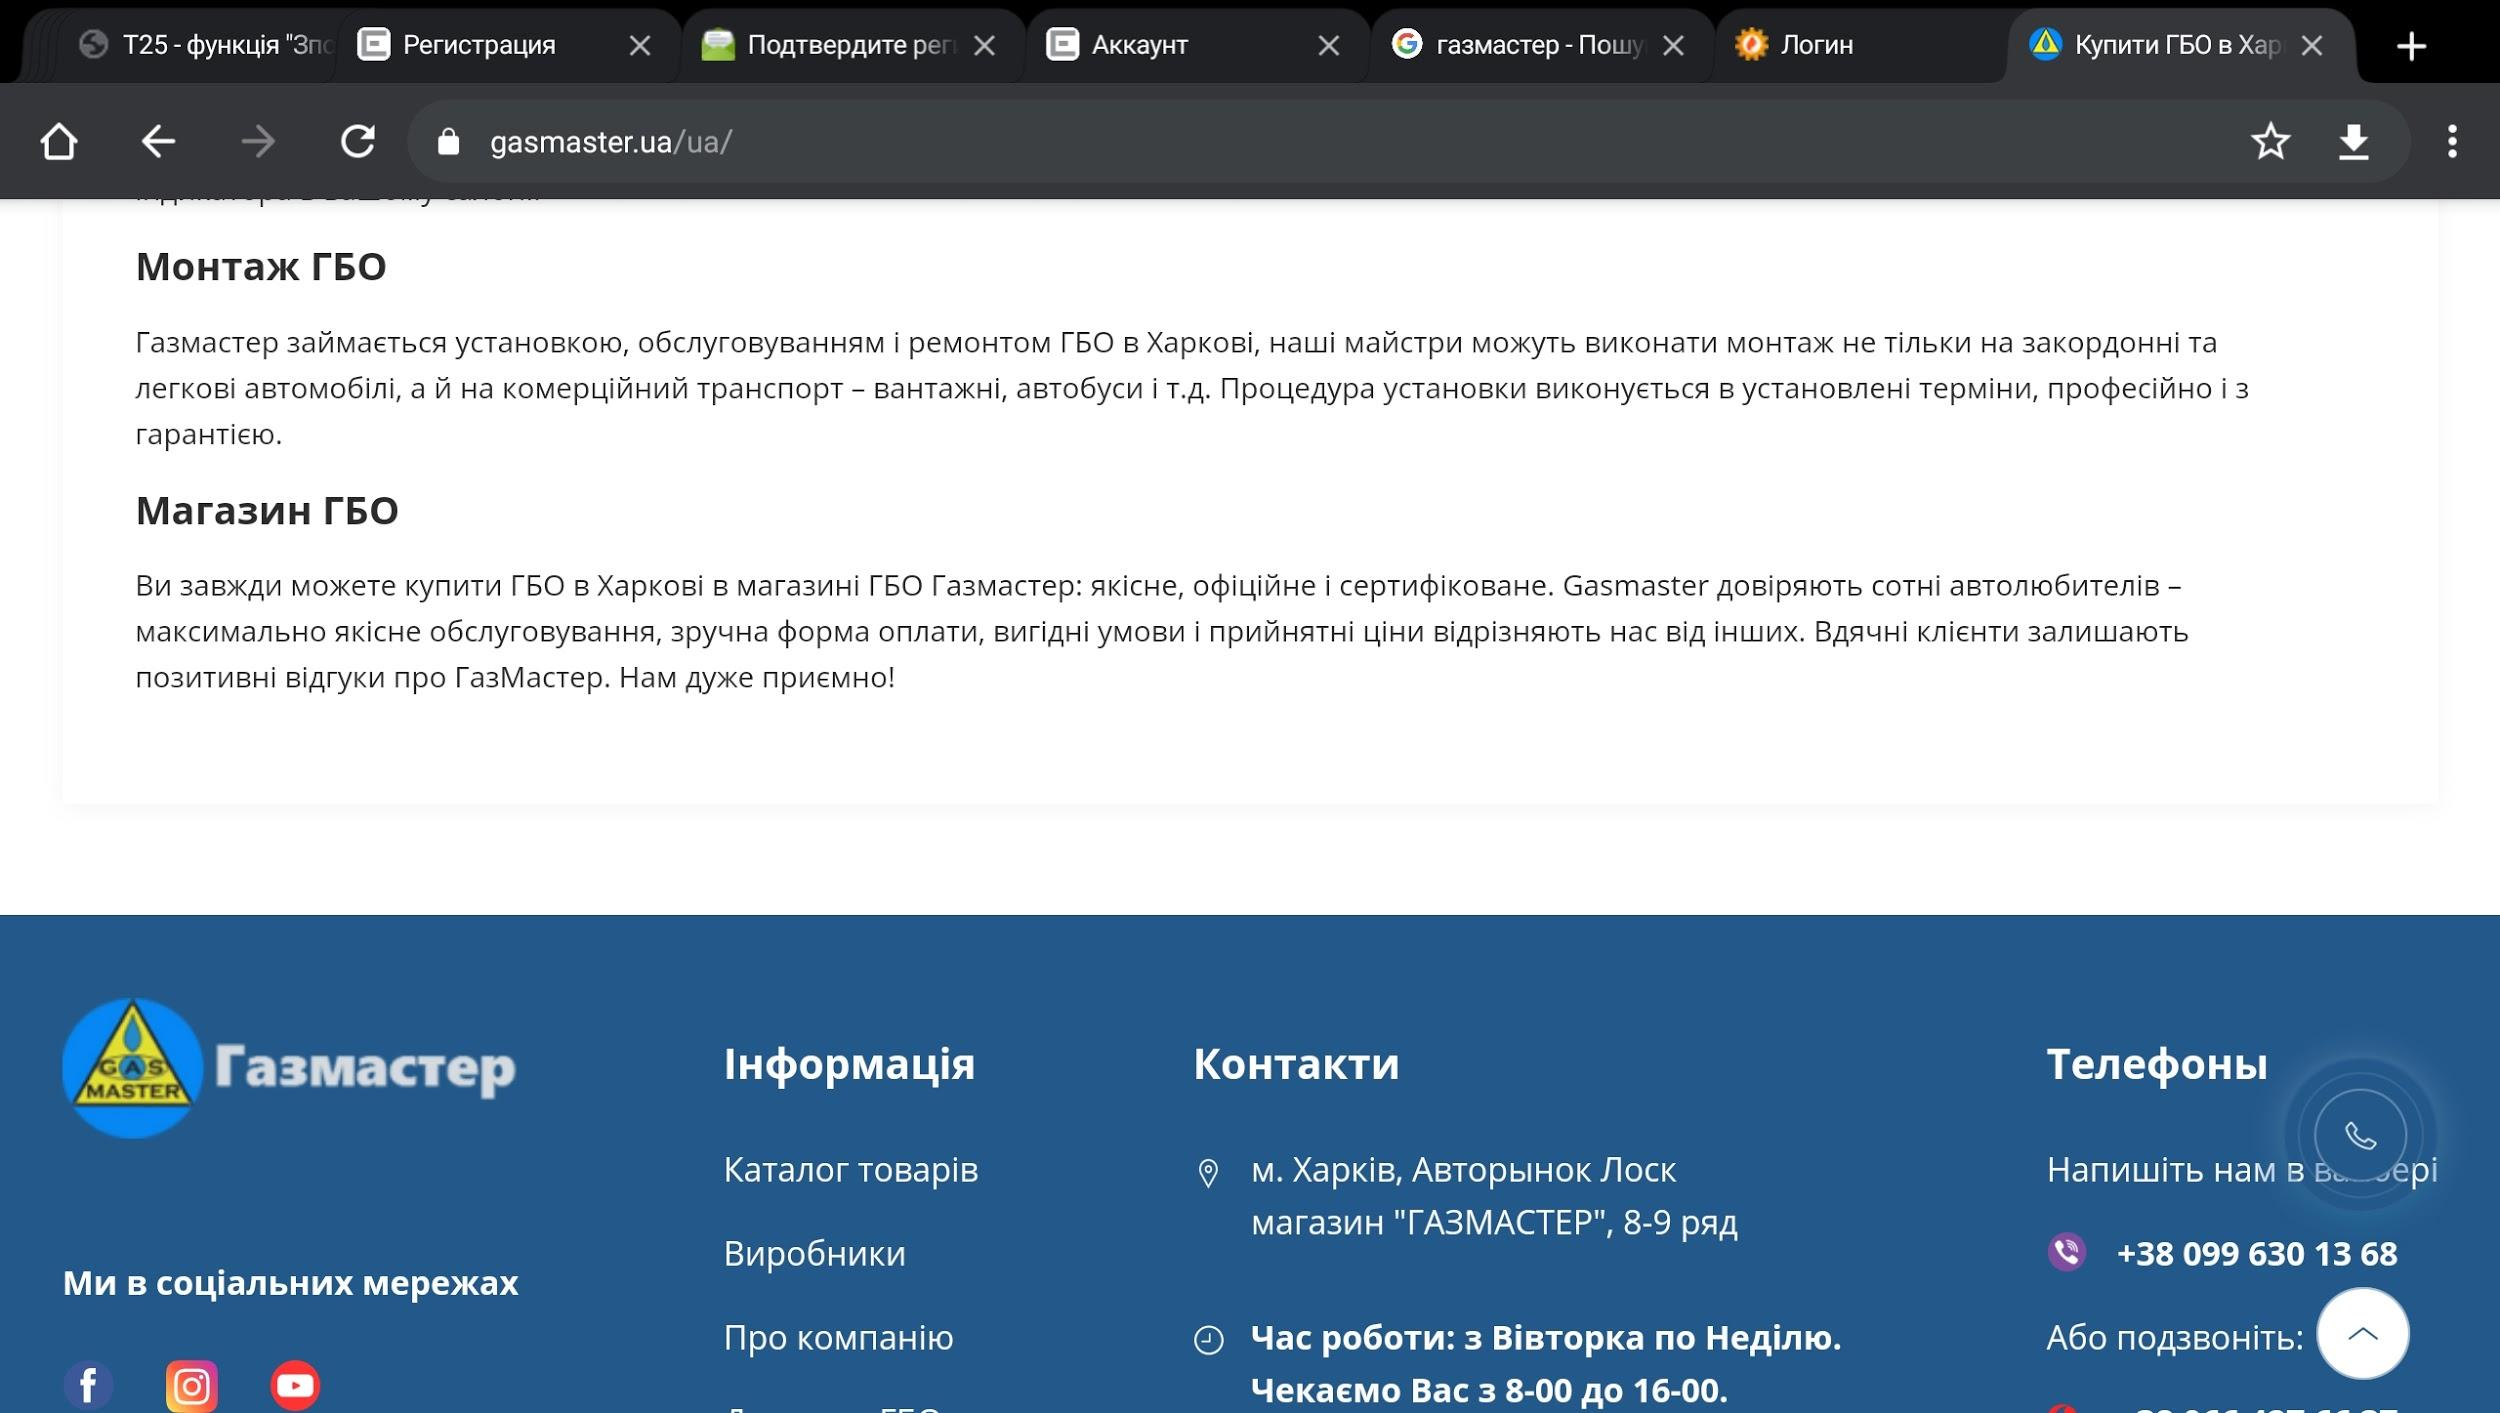 T25 - функція "Зпо
Регистрация
Подтвердите рег
Аккаунт
газмастер - Пошу
Логин
Купити ГБО в Хар
gasmaster.ua/ua/
Монтаж ГБО
Газмастер займається установкою, обслуговуванням і ремонтом ГБО в Харкові, наші майстри можуть виконати монтаж не тільки на закордонні та
легкові автомобілі, а й на комерційний транспорт – вантажні, автобуси і т.д. Процедура установки виконується в установлені терміни, професійно і з
гарантією.
Магазин ГБО
Ви завжди можете купити ГБО в Харкові в магазині ГБО Газмастер: якісне, офіційне і сертифіковане. Gasmaster довіряють сотні автолюбителів –
максимально якісне обслуговування, зручна форма оплати, вигідні умови і прийнятні ціни відрізняють нас від інших. Вдячні клієнти залишають
позитивні відгуки про ГазМастер. Нам дуже приємно!
GAS
MASTER
Газмастер
Ми в соціальних мережах
Інформація
Каталог товарів
Виробники
Про компанію
Контакти
м. Харків, Авторынок Лоск
магазин "ГАЗМАСТЕР", 8-9 ряд
Час роботи: з Вівторка по Неділю.
Чекаємо Вас з 8-00 до 16-00.
Телефоны
Напишіть нам в
+38 099 630 13 68
Або подзвоніть: